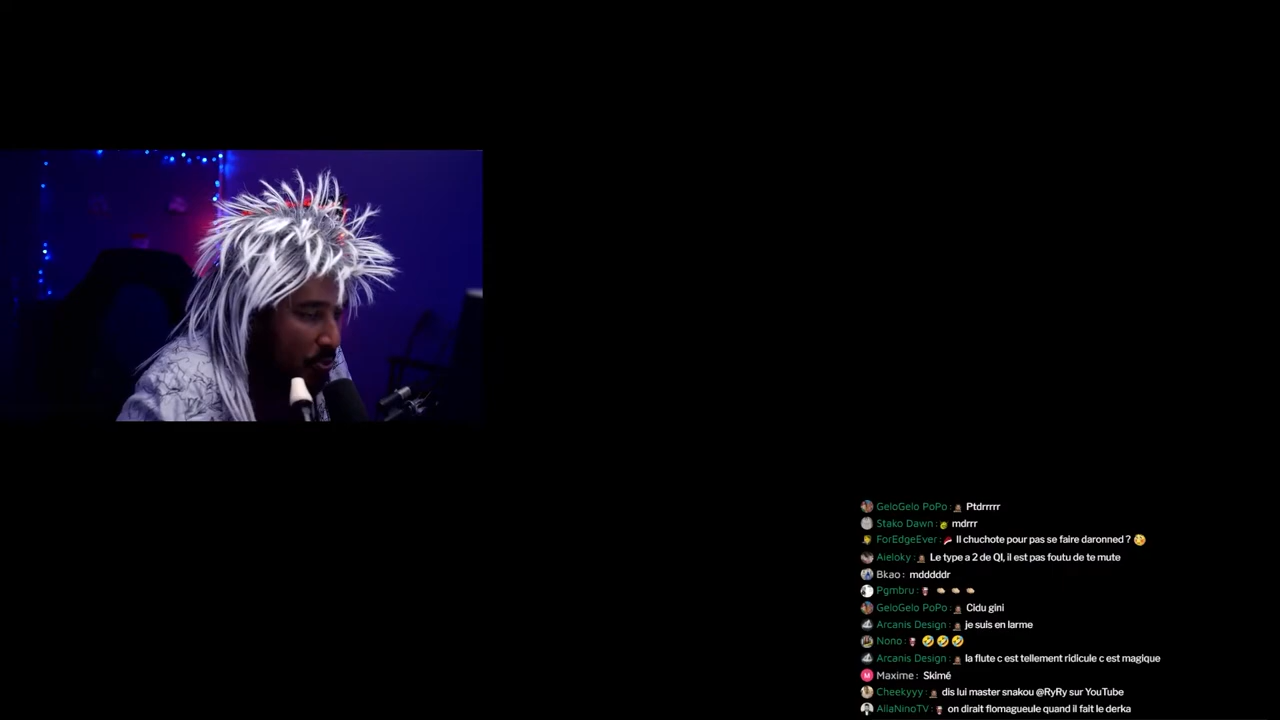 GeloGelo PoPo : Ptdrrrrr
Stako Dawn : mdrrr
ForEdgeEver : Il chuchote pour pas se faire daronned ? 🥴
Aieloky : Le type a 2 de QI, il est pas foutu de te mute
Bkao : mdddddr
Pgmbru :
GeloGelo PoPo : Cidu gini
Arcanis Design : je suis en larme
Nono : 🤣 🤣 🤣
Arcanis Design : la flute c est tellement ridicule c est magique
M Maxime : Skimé
Cheekyyy : dis lui master snakou @RyRy sur YouTube
AllaNinoTV : on dirait flomagueule quand il fait le derka